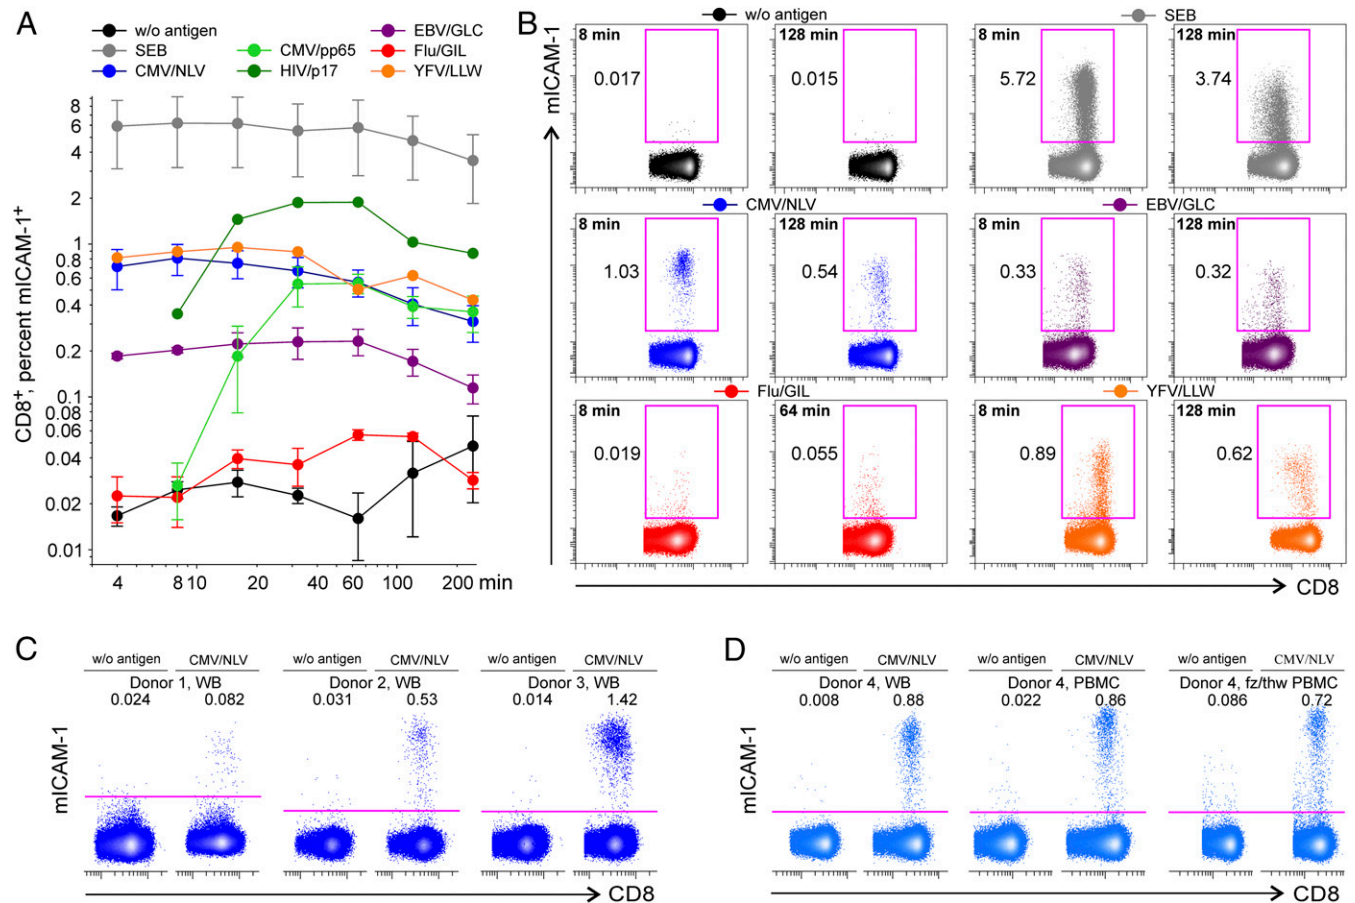 A
w/o antigen
SEB
CMV/NLV
CMV/pp65
HIV/p17
EBV/GLC
Flu/GIL
YFV/LLW
CD8+, percent mICAM-1+
8
6
4
2
1
0.8
0.6
0.4
0.2
0.1
0.08
0.06
0.04
0.02
0.01
4 8 10 20 40 60 100 200 min
B
mICAM-1
w/o antigen
SEB
8 min 128 min 8 min 128 min
0.017 0.015 5.72 3.74
CMV/NLV
EBV/GLC
8 min 128 min 8 min 128 min
1.03 0.54 0.33 0.32
Flu/GIL
YFV/LLW
8 min 64 min 8 min 128 min
0.019 0.055 0.89 0.62
CD8
C
w/o antigen CMV/NLV w/o antigen CMV/NLV w/o antigen CMV/NLV
Donor 1, WB Donor 2, WB Donor 3, WB
0.024 0.082 0.031 0.53 0.014 1.42
mICAM-1
CD8
D
w/o antigen CMV/NLV w/o antigen CMV/NLV w/o antigen CMV/NLV
Donor 4, WB Donor 4, PBMC Donor 4, fz/thw PBMC
0.008 0.88 0.022 0.86 0.086 0.72
mICAM-1
CD8